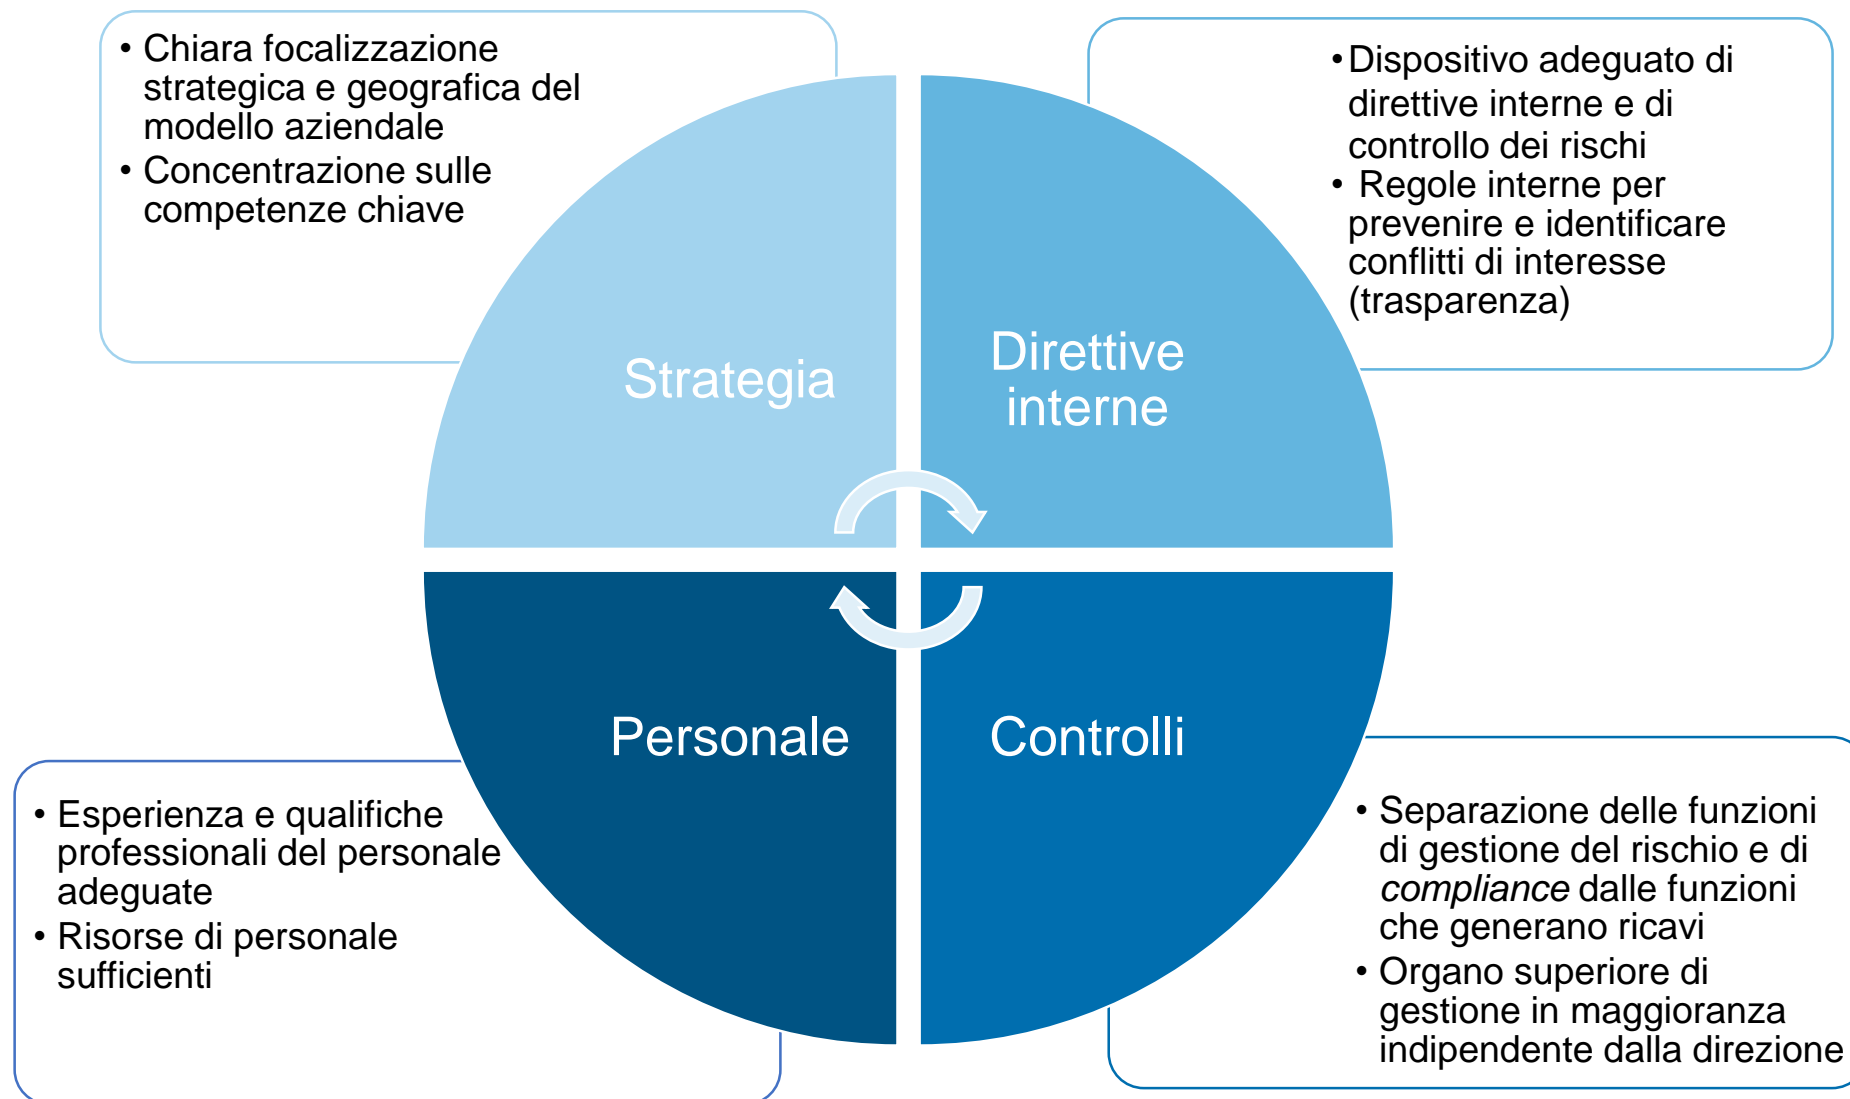 • Chiara focalizzazione
strategica e geografica del
modello aziendale
• Concentrazione sulle
competenze chiave
•Dispositivo adeguato di
direttive interne e di
controllo dei rischi
• Regole interne per
prevenire e identificare
conflitti di interesse
(trasparenza)
Strategia
Direttive
interne
Personale
Controlli
• Esperienza e qualifiche
professionali del personale
adeguate
• Risorse di personale
sufficienti
• Separazione delle funzioni
di gestione del rischio e di
compliance dalle funzioni
che generano ricavi
• Organo superiore di
gestione in maggioranza
indipendente dalla direzione